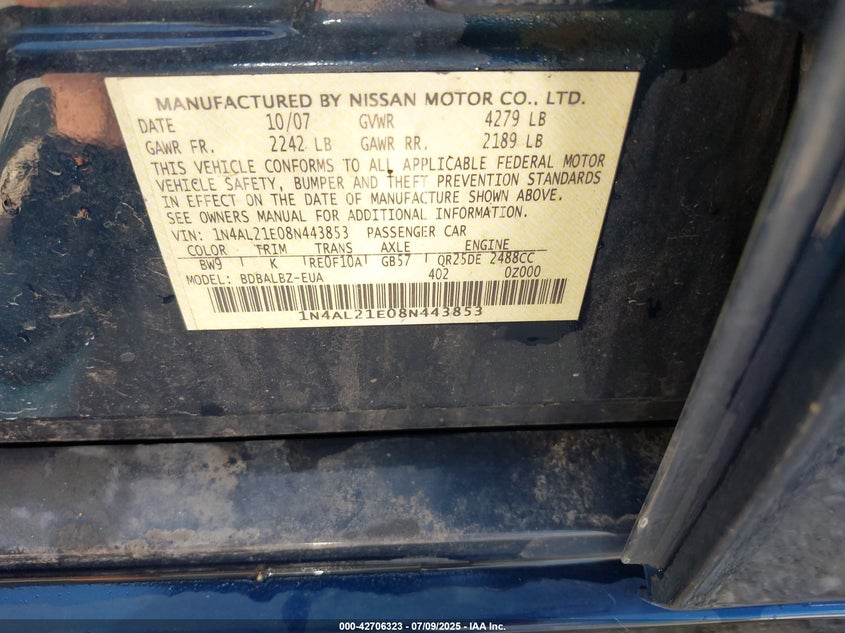 MANUFACTURED BY NISSAN MOTOR CO., LTD.
DATE 10/07 GVWR 4279 LB
GAWR FR. 2242 LB GAWR RR. 2189 LB
THIS VEHICLE CONFORMS TO ALL APPLICABLE FEDERAL MOTOR
VEHICLE SAFETY, BUMPER AND THEFT PREVENTION STANDARDS
IN EFFECT ON THE DATE OF MANUFACTURE SHOWN ABOVE.
SEE OWNERS MANUAL FOR ADDITIONAL INFORMATION.
VIN: 1N4AL21E08N443853 PASSENGER CAR
COLOR TRIM TRANS AXLE ENGINE
BW9 K RE0F10A GB57 QR25DE 2488CC
MODEL: BDBALBZ-EUA 402 0Z000
1N4AL21E08N443853
000-42706323 - 07/09/2025 - IAA Inc.